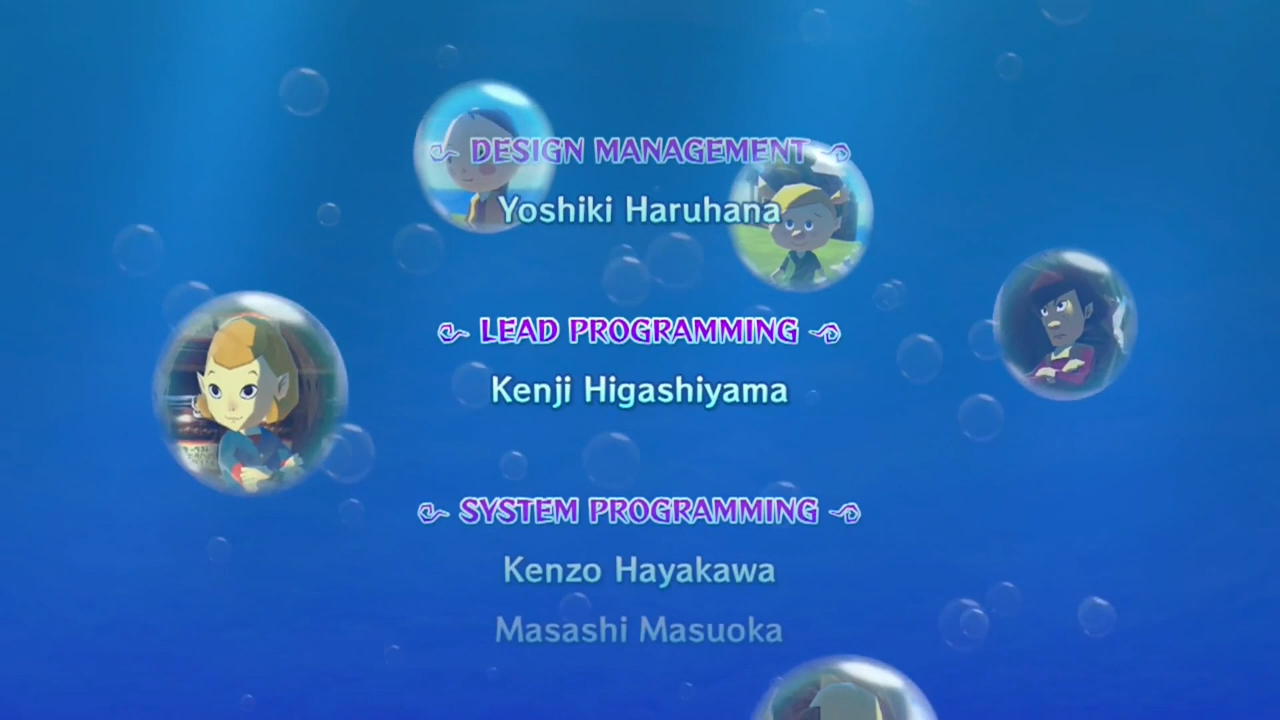 DESIGN MANAGEMENT
Yoshiki Haruhana
LEAD PROGRAMMING
Kenji Higashiyama
SYSTEM PROGRAMMING
Kenzo Hayakawa
Masashi Masuoka